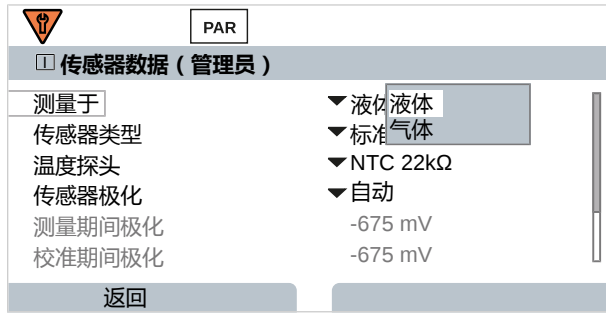 PAR
传感器数据（管理员）
测量于 液体 液体
气体
传感器类型 标准
温度探头 NTC 22kΩ
传感器极化 自动
测量期间极化 -675 mV
校准期间极化 -675 mV
返回